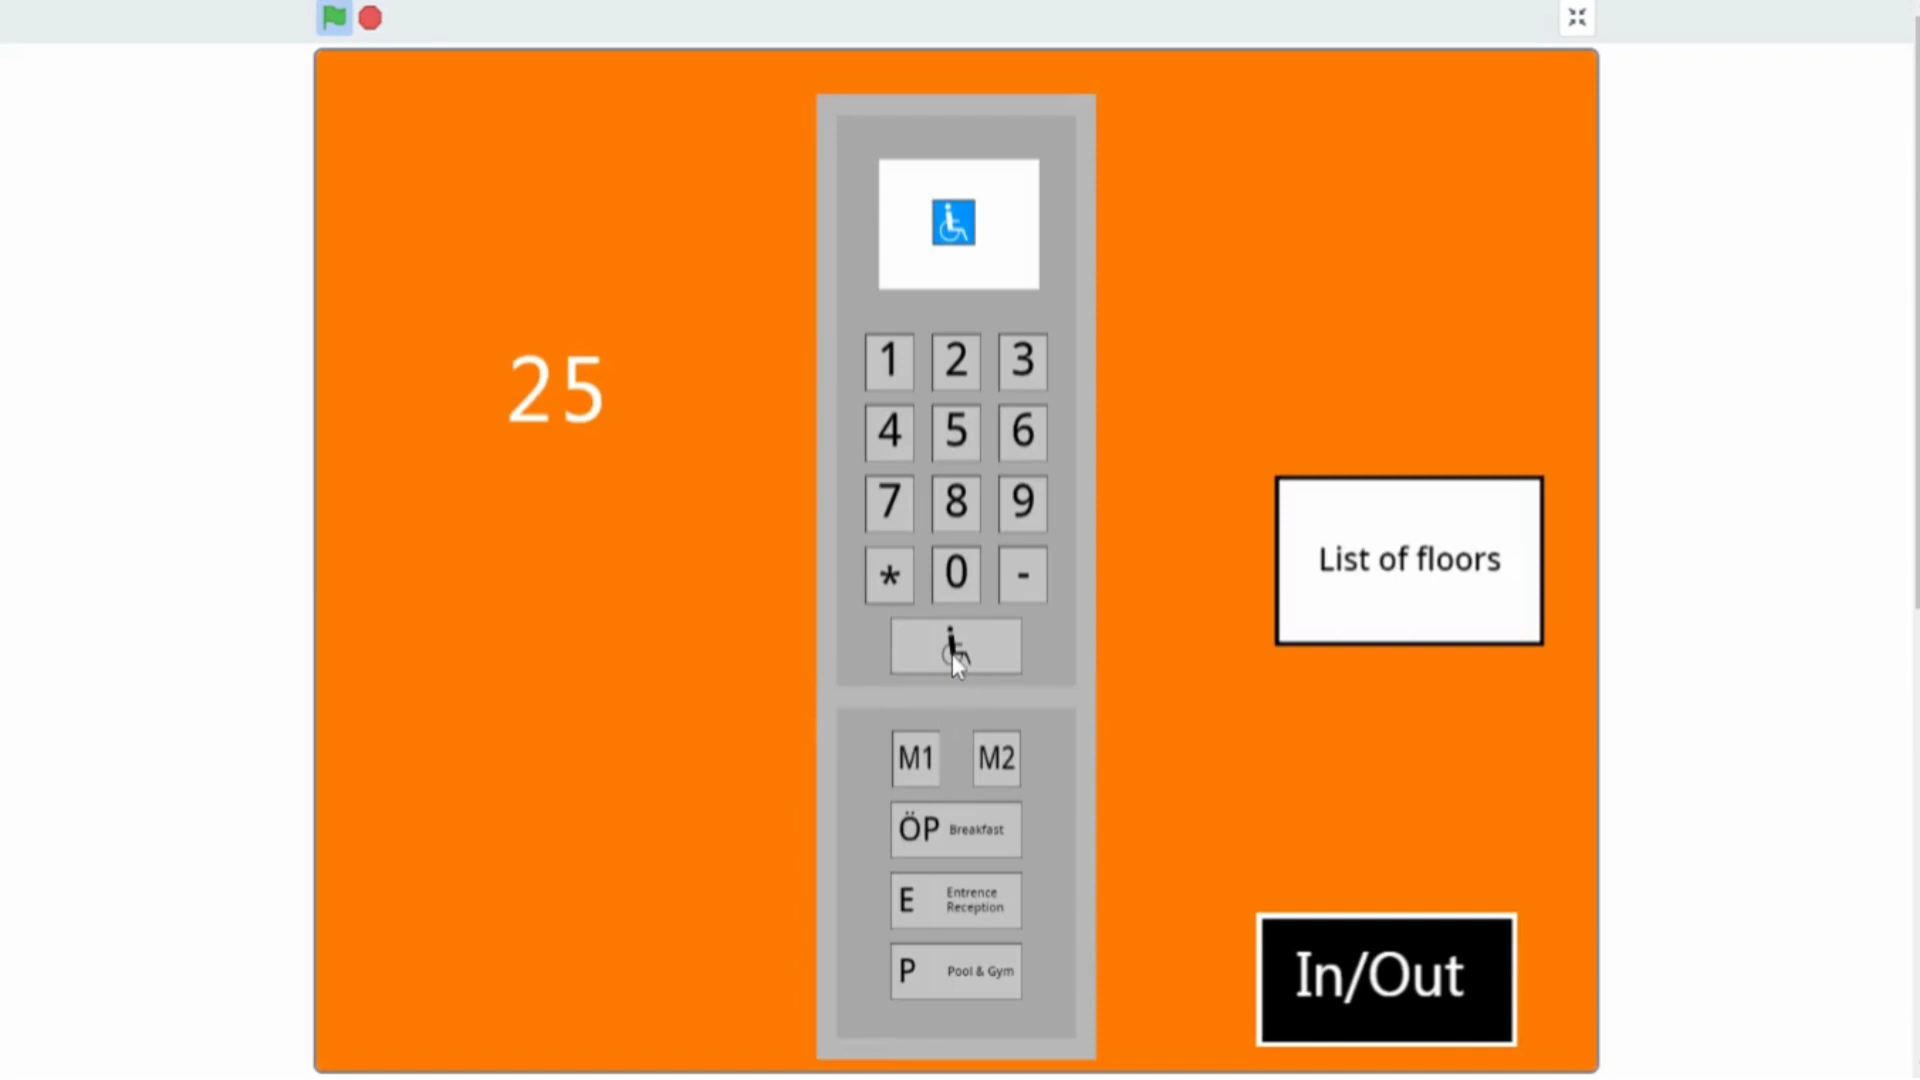 25
1 2 3
4 5 6
7 8 9
* 0 -
M1 M2
ÖP Breakfast
E Entrence
Reception
P Pool & Gym
List of floors
In/Out